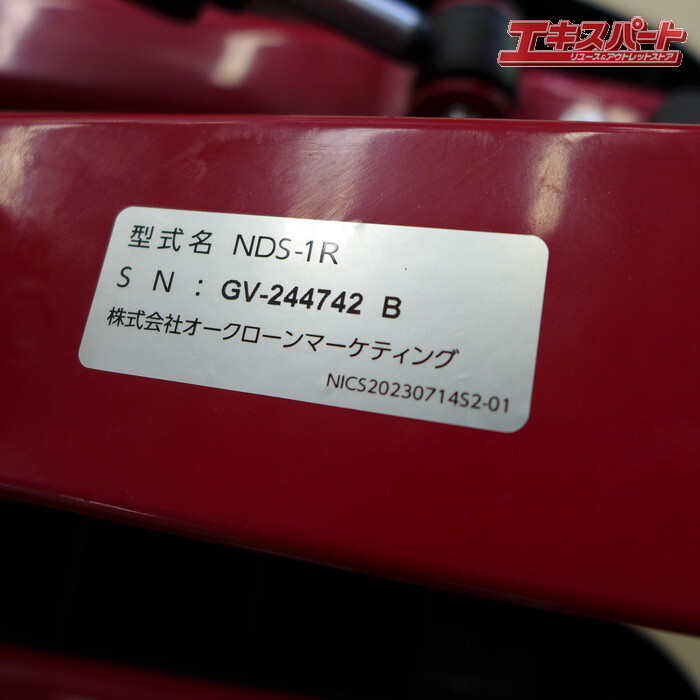 エキスパート
リユース&アウトレットストア
型式名 NDS-1R
S N : GV-244742 B
株式会社オークローンマーケティング
NICS20230714S2-01